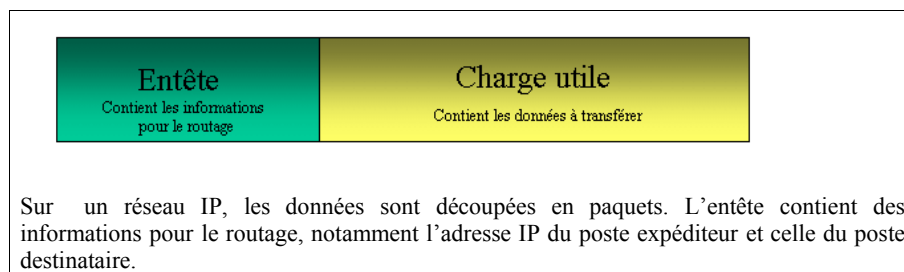 Entête
Contient les informations
pour le routage
Charge utile
Contient les données à transférer
Sur un réseau IP, les données sont découpées en paquets. L’entête contient des
informations pour le routage, notamment l’adresse IP du poste expéditeur et celle du poste
destinataire.